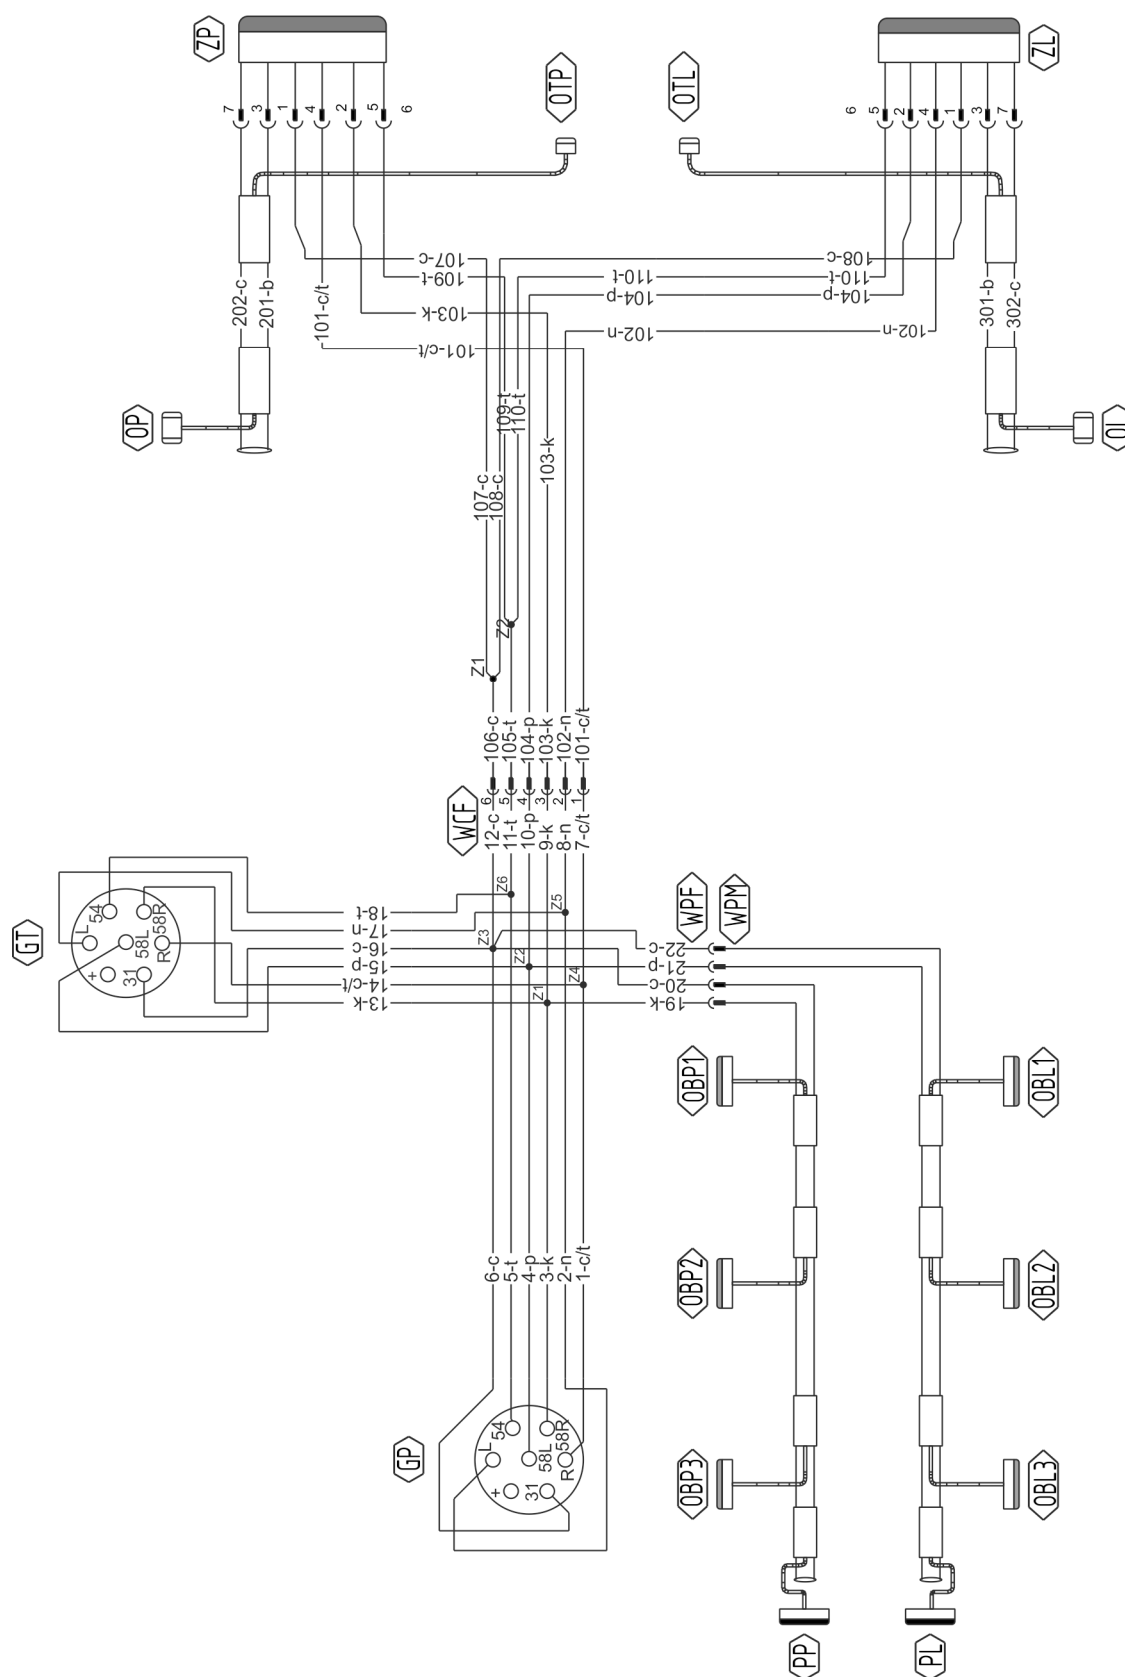 ZP
ZL
OTP
OTL
7
3
1
4
2
5
6
6
5
2
4
1
3
7
202-c
201-b
101-c/t
107-c
109-t
103-k
101-c/t
108-c
110-t
110-t
104-p
104-p
102-n
102-n
301-b
302-c
OP
OL
109-t
110-t
103-k
107-c
108-c
Z2
Z1
106-c
105-t
104-p
103-k
102-n
101-c/t
WCF
6
5
4
3
2
1
12-c
11-t
10-p
9-k
8-n
7-c/t
GT
L
54
+
58L
58R
31
R
18-t
17-n
16-c
15-p
14-c/t
13-k
Z6
Z5
Z3
Z2
Z4
Z1
WPF
WPM
22-c
21-p
20-c
19-k
OBP1
OBL1
OBP2
OBL2
6-c
5-t
4-p
3-k
2-n
1-c/t
GP
L
54
+
58L
58R
31
R
OBP3
OBL3
PP
PL